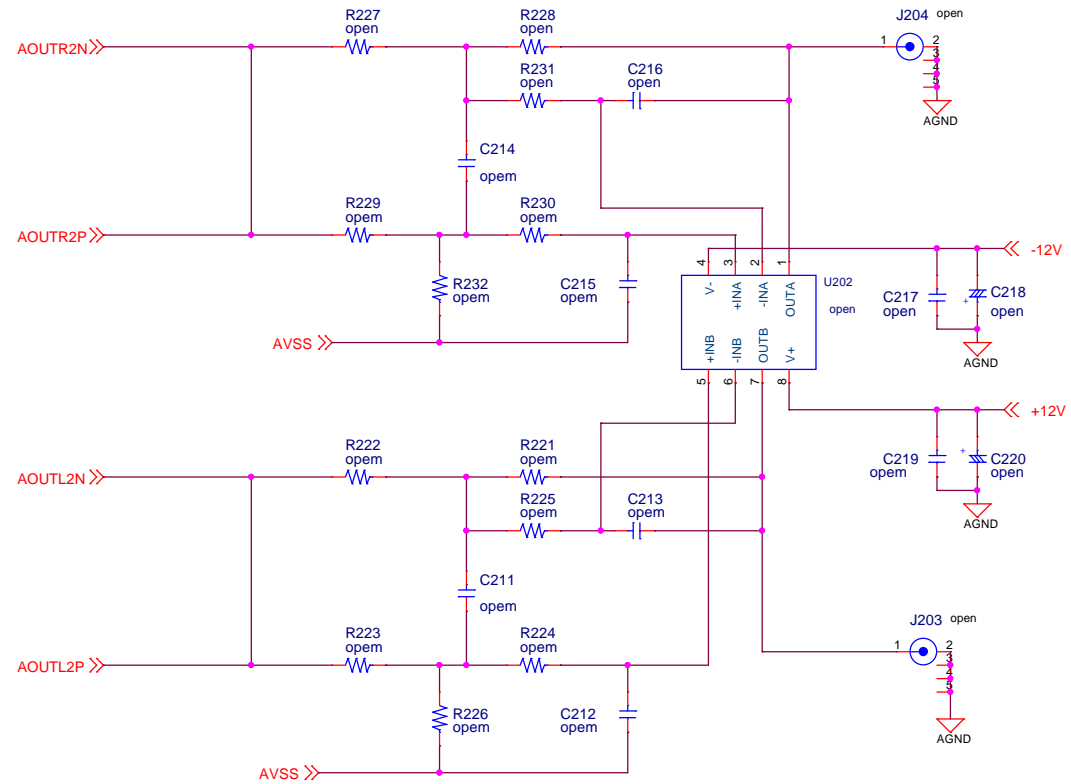 R227
open
R228
open
J204 open
AOUTR2N
1
2
3
4
5
R231
open
C216
open
AGND
C214
opem
R229
opem
R230
opem
AOUTR2P
-12V
4
3
2
1
R232
opem
C215
opem
V-
+INA
-INA
OUTA
U202
open
C217
open
+
C218
open
AVSS
+INB
-INB
OUTB
V+
AGND
5
6
7
8
+12V
R222
opem
R221
opem
C219
opem
+
C220
open
AOUTL2N
R225
opem
C213
opem
AGND
C211
opem
J203 open
R223
opem
R224
opem
1
2
3
4
5
AOUTL2P
R226
opem
C212
opem
AGND
AVSS